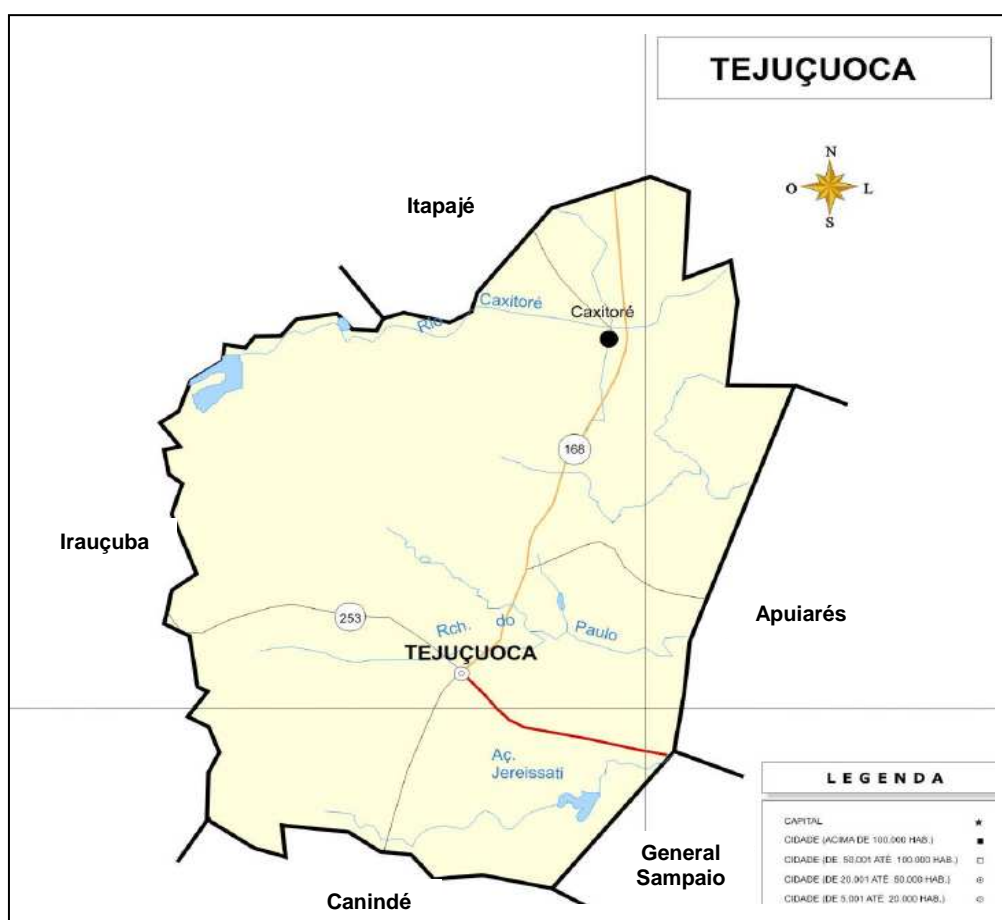 TEJUÇUOCA
N
O L
S
Itapajé
Rio Caxitoré
Caxitoré
168
Irauçuba
253
Rch. do Paulo
Apuiarés
TEJUÇUOCA
Aç.
Jereissati
General
Sampaio
Canindé
LEGENDA
CAPITAL
CIDADE (ACIMA DE 100.000 HAB.)
CIDADE (DE 50.001 ATÉ 100.000 HAB.)
CIDADE (DE 20.001 ATÉ 50.000 HAB.)
CIDADE (DE 5.001 ATÉ 20.000 HAB.)